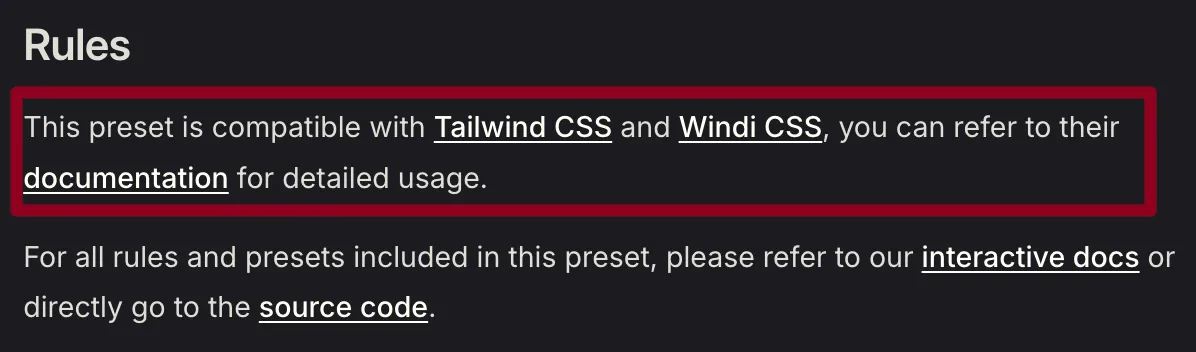 Rules
This preset is compatible with Tailwind CSS and Windi CSS, you can refer to their
documentation for detailed usage.
For all rules and presets included in this preset, please refer to our interactive docs or
directly go to the source code.